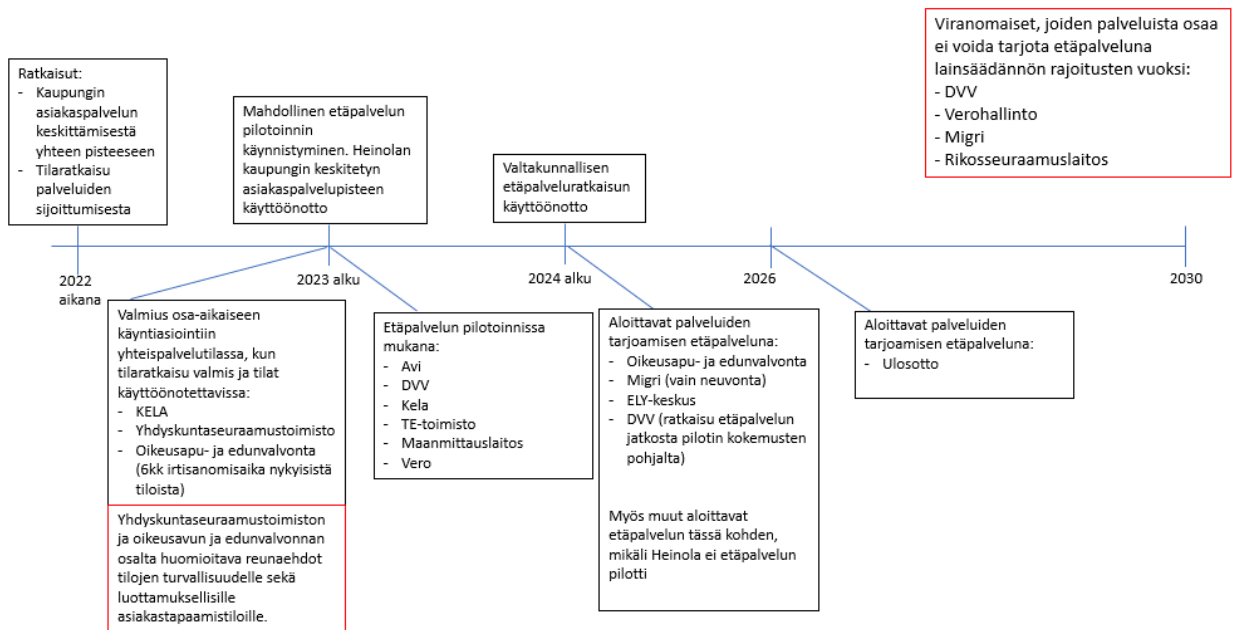 Viranomaiset, joiden palveluista osaa
ei voida tarjota etäpalveluna
lainsäädännön rajoitusten vuoksi:
- DVV
- Verohallinto
- Migri
- Rikosseuraamuslaitos
Ratkaisut:
- Kaupungin
asiakaspalvelun
keskittämisestä
yhteen pisteeseen
- Tilaratkaisu
palveluiden
sijoittumisesta
Mahdollinen etäpalvelun
pilotoinnin
käynnistyminen. Heinolan
kaupungin keskitetyn
asiakaspalvelupisteen
käyttöönotto
Valtakunnallisen
etäpalveluratkaisun
käyttöönotto
2022
aikana
2023 alku
2024 alku
2026
2030
Valmius osa-aikaiseen
käyntiasiointiin
yhteispalvelutilassa, kun
tilaratkaisu valmis ja tilat
käyttöönotettavissa:
- KELA
- Yhdyskuntaseuraamustoimisto
- Oikeusapu- ja edunvalvonta
(6kk irtisanomisaika nykyisistä
tiloista)
Yhdyskuntaseuraamustoimiston
ja oikeusavun ja edunvalvonnan
osalta huomioitava reunaehdot
tilojen turvallisuudelle sekä
luottamuksellisille
asiakastapaamistiloille.
Etäpalvelun pilotoinnissa
mukana:
- Avi
- DVV
- Kela
- TE-toimisto
- Maanmittauslaitos
- Vero
Aloittavat palveluiden
tarjoamisen etäpalveluna:
- Oikeusapu- ja edunvalvonta
- Migri (vain neuvonta)
- ELY-keskus
- DVV (ratkaisu etäpalvelun
jatkosta pilotin kokemusten
pohjalta)
Myös muut aloittavat
etäpalvelun tässä kohden,
mikäli Heinola ei etäpalvelun
pilotti
Aloittavat palveluiden
tarjoamisen etäpalveluna:
- Ulosotto